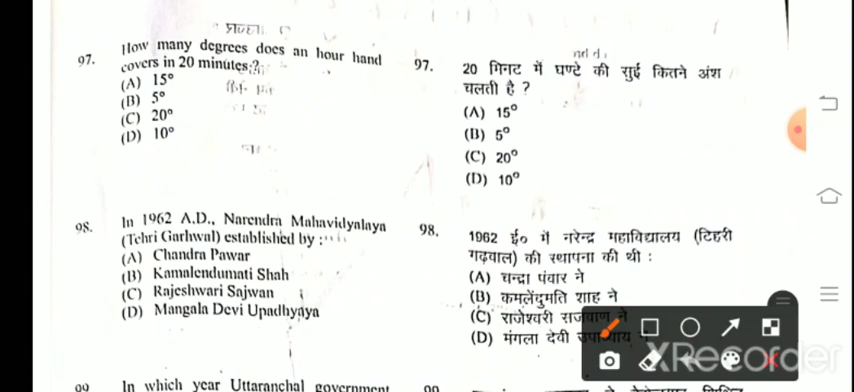 97. How many degrees does an hour hand
covers in 20 minutes ?
(A) 15°
(B) 5°
(C) 20°
(D) 10°
98. In 1962 A.D., Narendra Mahavidyalaya
(Tehri Garhwal) established by :
(A) Chandra Pawar
(B) Kamalendumati Shah
(C) Rajeshwari Sajwan
(D) Mangala Devi Upadhyaya
In which year Uttaranchal government
97. 20 मिनट में घण्टे की सुई कितने अंश
चलती है ?
(A) 15°
(B) 5°
(C) 20°
(D) 10°
98. 1962 ई० में नरेन्द्र महाविद्यालय (टिहरी
गढ़वाल) की स्थापना की थी :
(A) चन्द्रा पंवार ने
(B) कमलेंदुमति शाह ने
(C) राजेश्वरी ने
(D) मंगला देवी
XRecorder